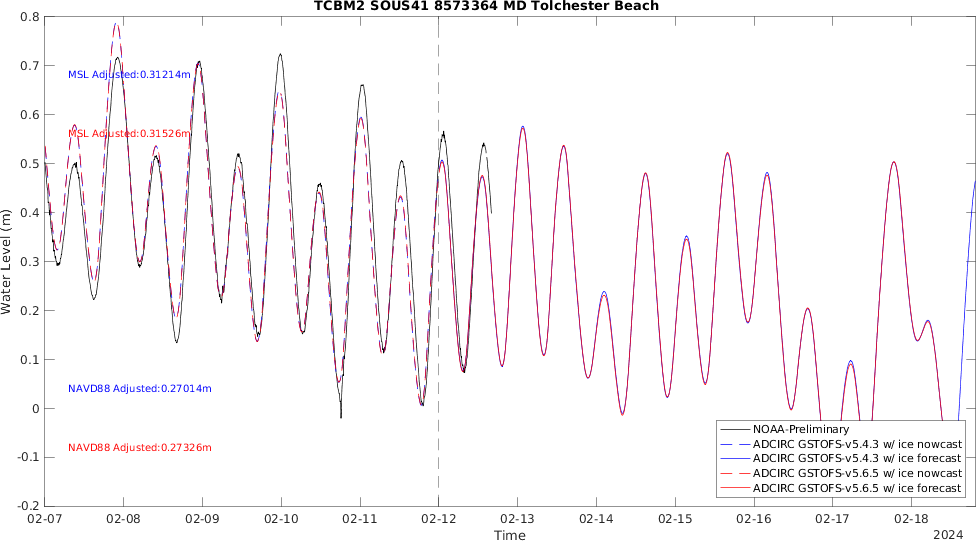 TCBM2 SOUS41 8573364 MD Tolchester Beach
0.8
0.7
0.6
0.5
0.4
0.3
0.2
0.1
0
-0.1
-0.2
Water Level (m)
MSL Adjusted:0.31214m
MSL Adjusted:0.31526m
NAVD88 Adjusted:0.27014m
NAVD88 Adjusted:0.27326m
NOAA-Preliminary
ADCIRC GSTOFS-v5.4.3 w/ ice nowcast
ADCIRC GSTOFS-v5.4.3 w/ ice forecast
ADCIRC GSTOFS-v5.6.5 w/ ice nowcast
ADCIRC GSTOFS-v5.6.5 w/ ice forecast
02-07 02-08 02-09 02-10 02-11 02-12 02-13 02-14 02-15 02-16 02-17 02-18
Time
2024